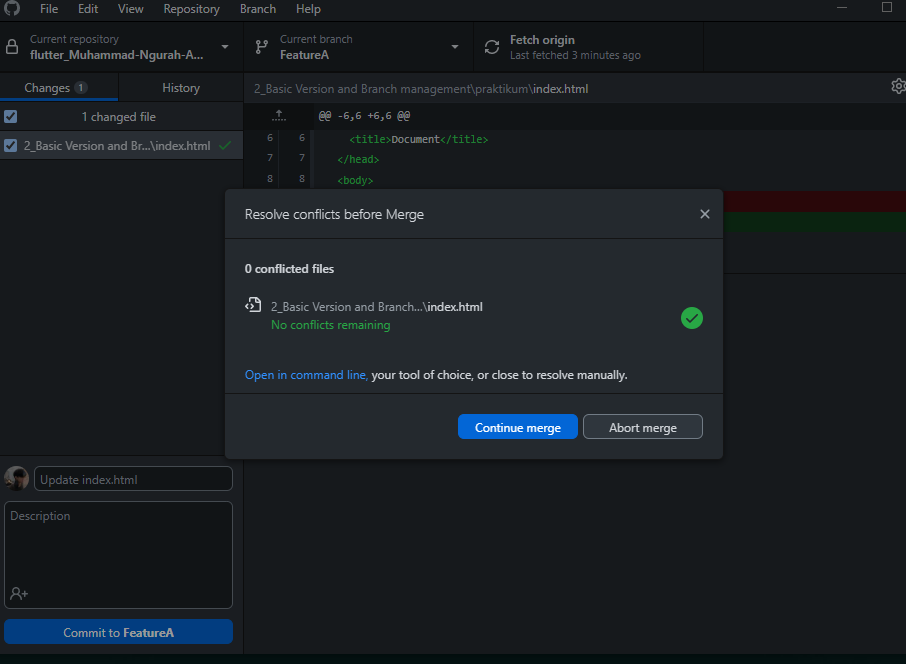 File Edit View Repository Branch Help
Current repository
flutter_Muhammad-Ngurah-A...
Current branch
FeatureA
Fetch origin
Last fetched 3 minutes ago
Changes 1
History
2_Basic Version and Branch management\praktikum\index.html
1 changed file
@@ -6,6 +6,6 @@
2_Basic Version and Br...\index.html
6 6 <title>Document</title>
7 7 </head>
8 8 <body>
Resolve conflicts before Merge
0 conflicted files
2_Basic Version and Branch...\index.html
No conflicts remaining
Open in command line, your tool of choice, or close to resolve manually.
Continue merge
Abort merge
Update index.html
Description
Commit to FeatureA